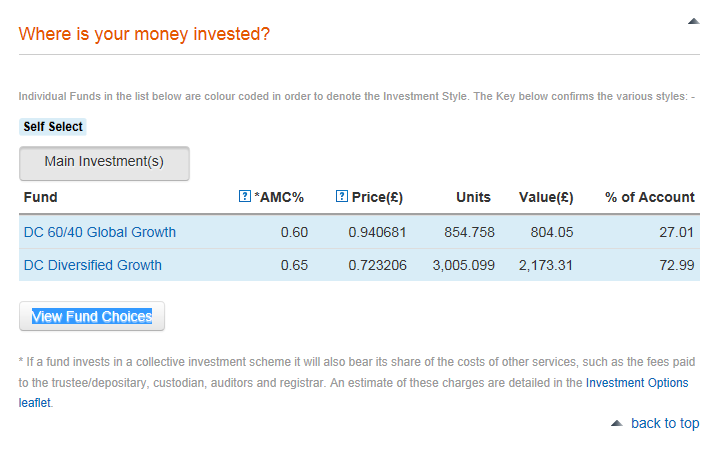 Where is your money invested?
Individual Funds in the list below are colour coded in order to denote the Investment Style. The Key below confirms the various styles: -
Self Select
Main Investment(s)
Fund ? *AMC% ? Price(£) Units Value(£) % of Account
DC 60/40 Global Growth 0.60 0.940681 854.758 804.05 27.01
DC Diversified Growth 0.65 0.723206 3,005.099 2,173.31 72.99
View Fund Choices
* If a fund invests in a collective investment scheme it will also bear its share of the costs of other services, such as the fees paid
to the trustee/depositary, custodian, auditors and registrar. An estimate of these charges are detailed in the Investment Options
leaflet.
back to top